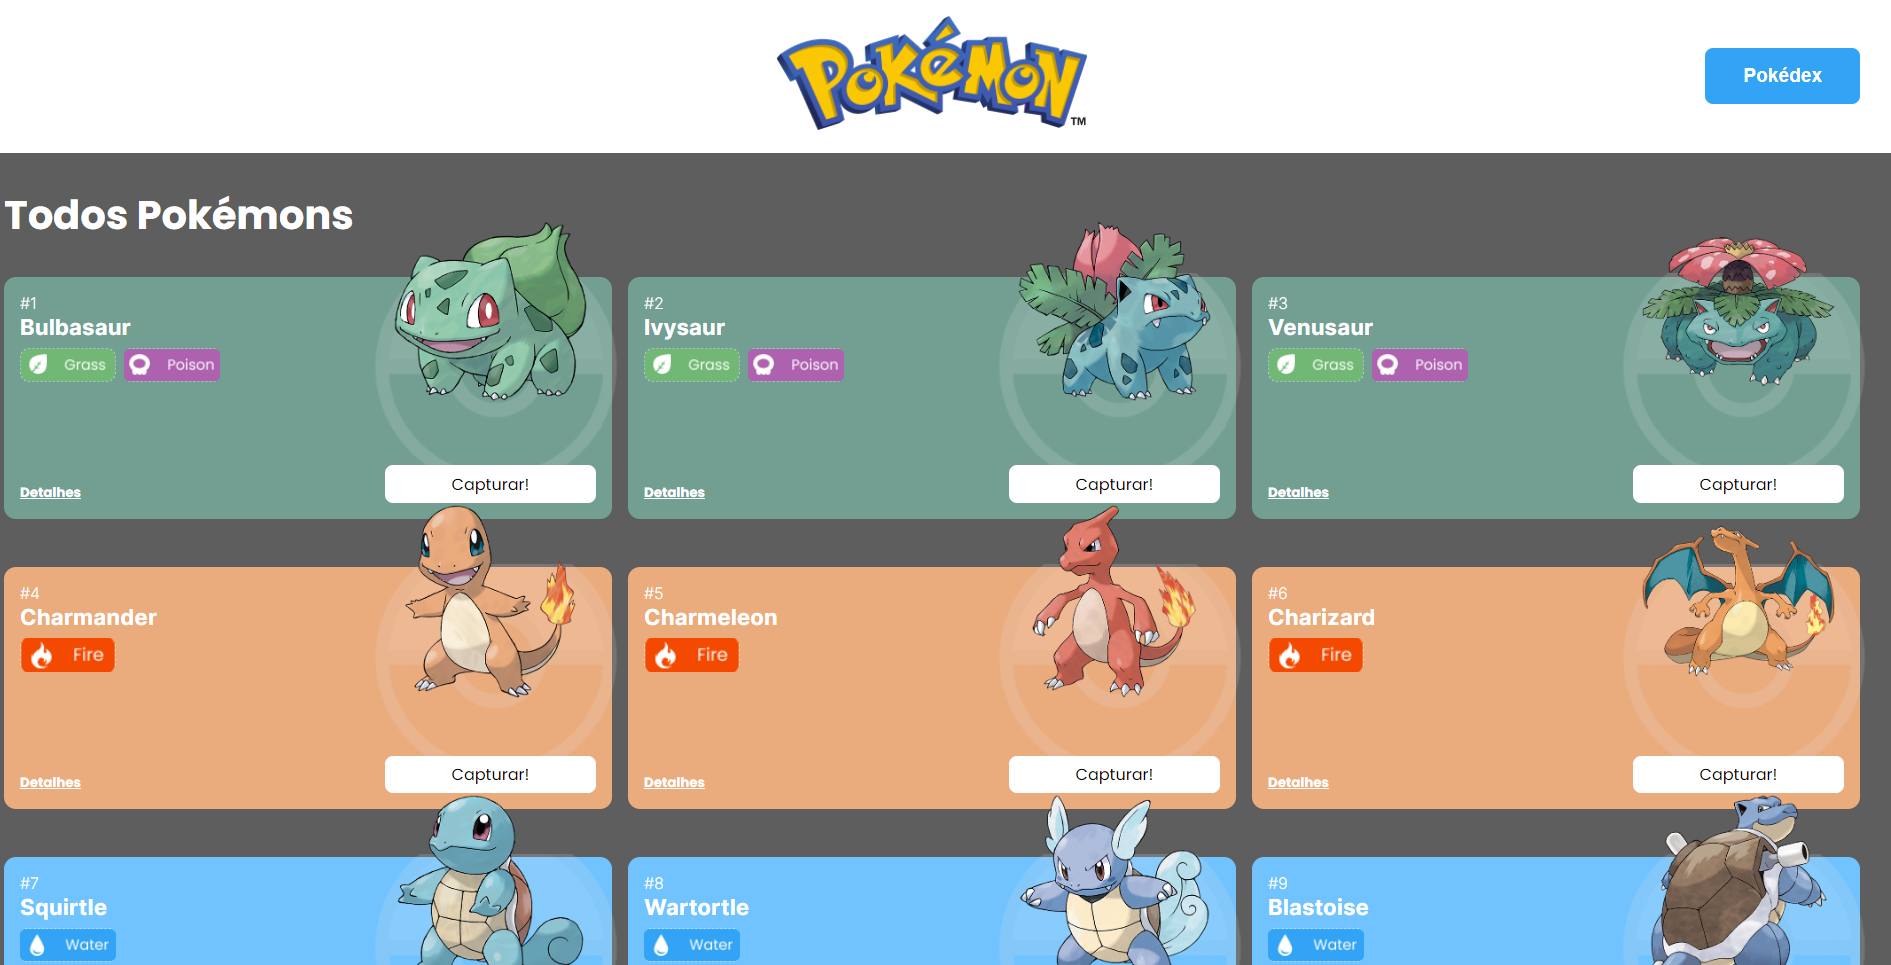 POKéMON
TM
Pokédex
Todos Pokémons
#1
Bulbasaur
Grass Poison
Detalhes
Capturar!
#2
Ivysaur
Grass Poison
Detalhes
Capturar!
#3
Venusaur
Grass Poison
Detalhes
Capturar!
#4
Charmander
Fire
Detalhes
Capturar!
#5
Charmeleon
Fire
Detalhes
Capturar!
#6
Charizard
Fire
Detalhes
Capturar!
#7
Squirtle
Water
#8
Wartortle
Water
#9
Blastoise
Water